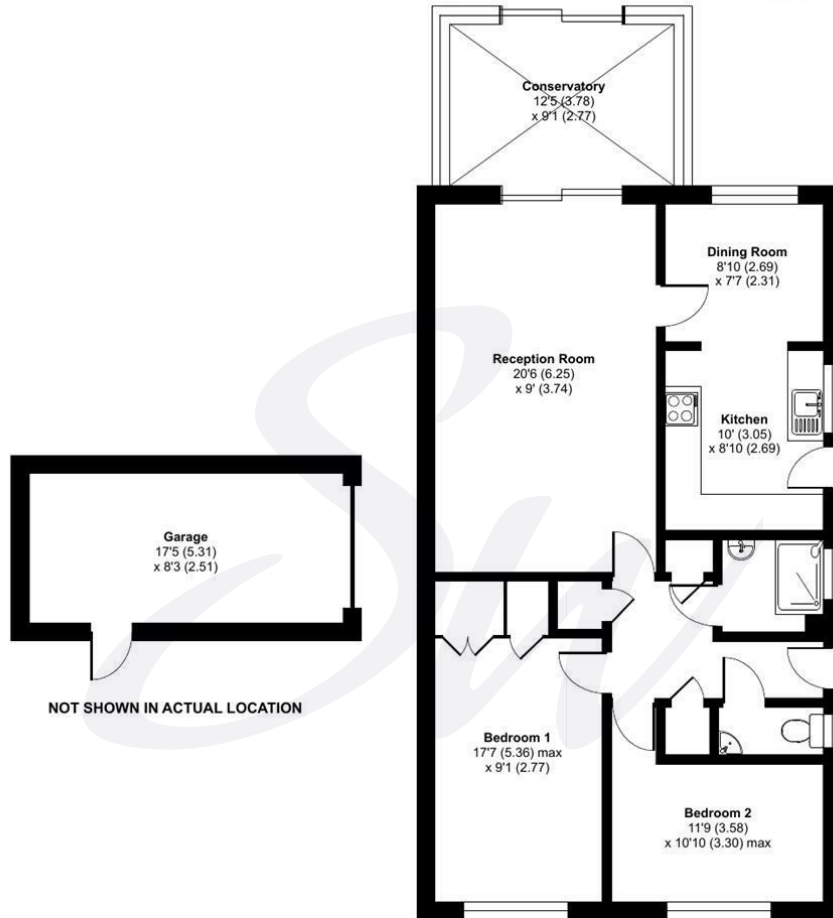 Conservatory
12'5 (3.78)
x 9'1 (2.77)
Dining Room
8'10 (2.69)
x 7'7 (2.31)
Reception Room
20'6 (6.25)
x 9' (3.74)
Kitchen
10' (3.05)
x 8'10 (2.69)
Garage
17'5 (5.31)
x 8'3 (2.51)
NOT SHOWN IN ACTUAL LOCATION
Bedroom 1
17'7 (5.36) max
x 9'1 (2.77)
Bedroom 2
11'9 (3.58)
x 10'10 (3.30) max